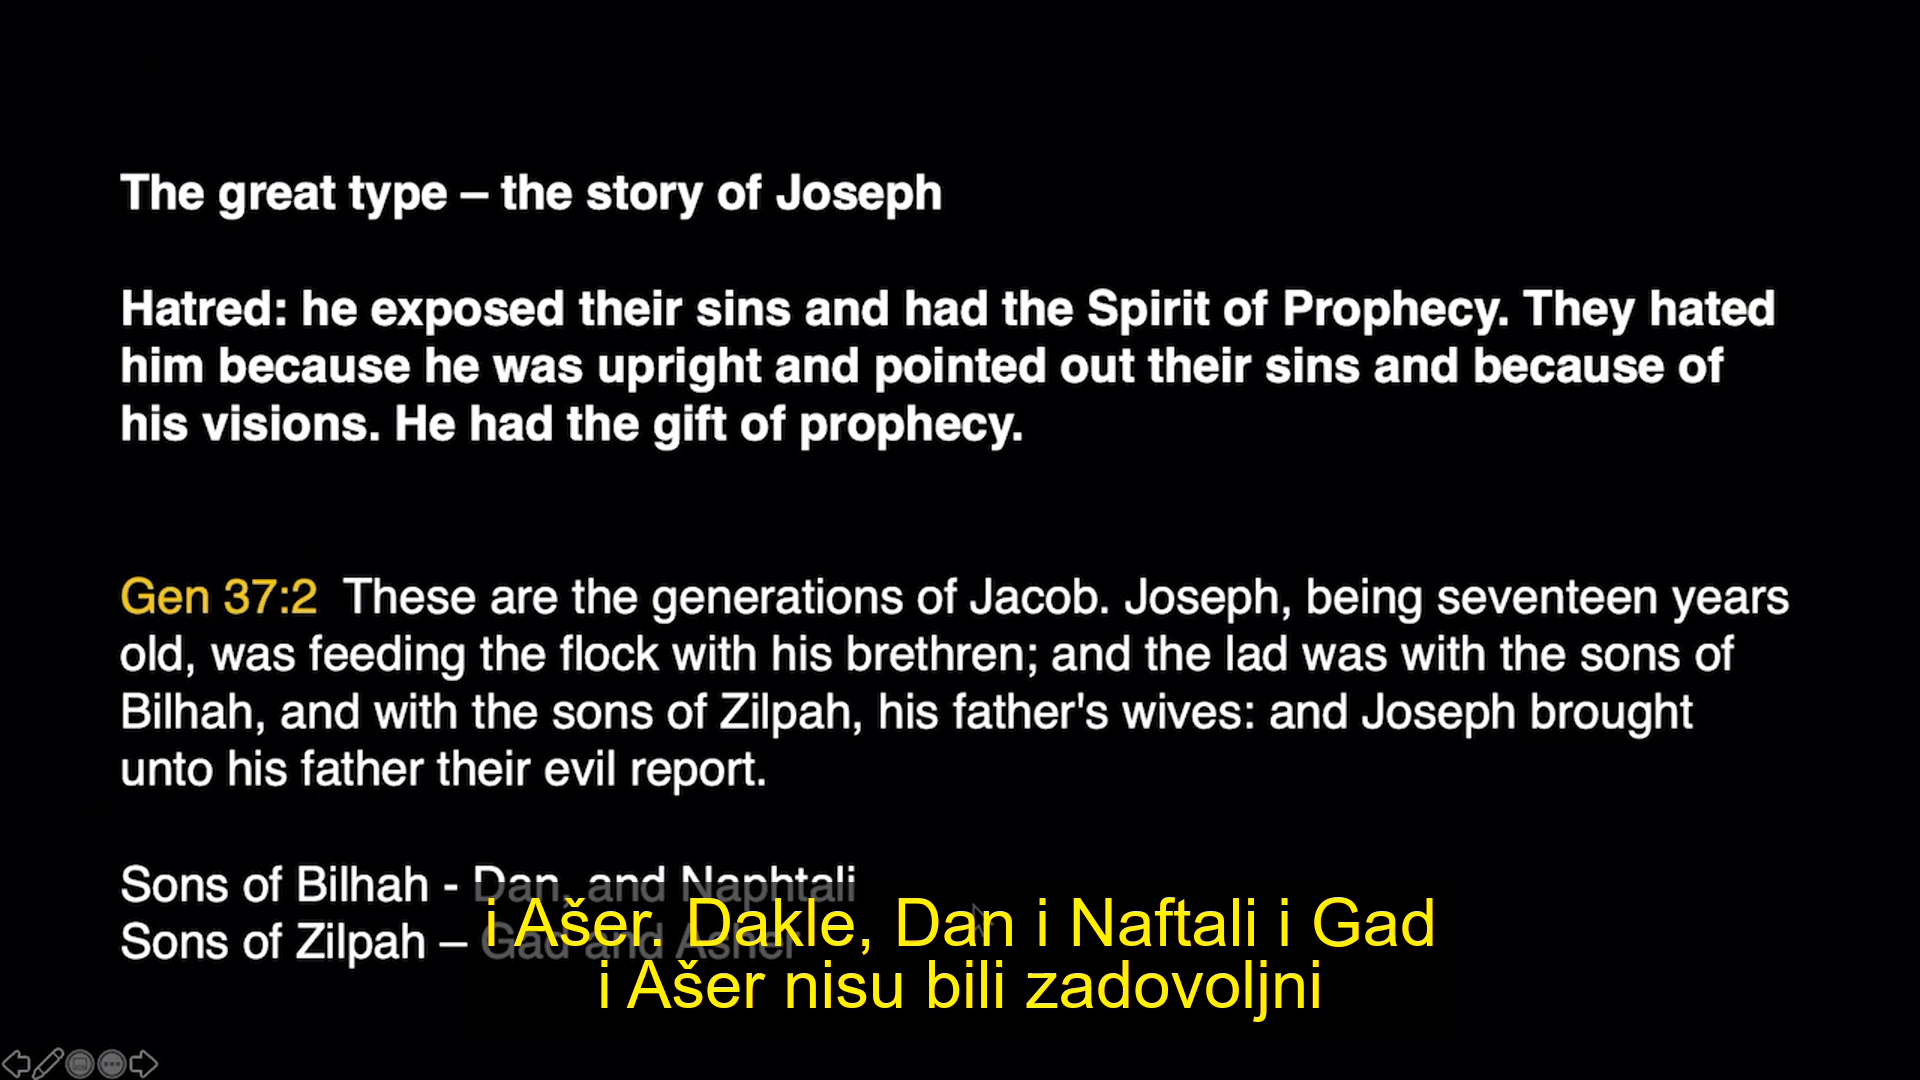 The great type – the story of Joseph
Hatred: he exposed their sins and had the Spirit of Prophecy. They hated
him because he was upright and pointed out their sins and because of
his visions. He had the gift of prophecy.
Gen 37:2 These are the generations of Jacob. Joseph, being seventeen years
old, was feeding the flock with his brethren; and the lad was with the sons of
Bilhah, and with the sons of Zilpah, his father's wives: and Joseph brought
unto his father their evil report.
Sons of Bilhah - Dan, and Naphtali
Sons of Zilpah – Gad and Asher
i Ašer. Dakle, Dan i Naftali i Gad
i Ašer nisu bili zadovoljni